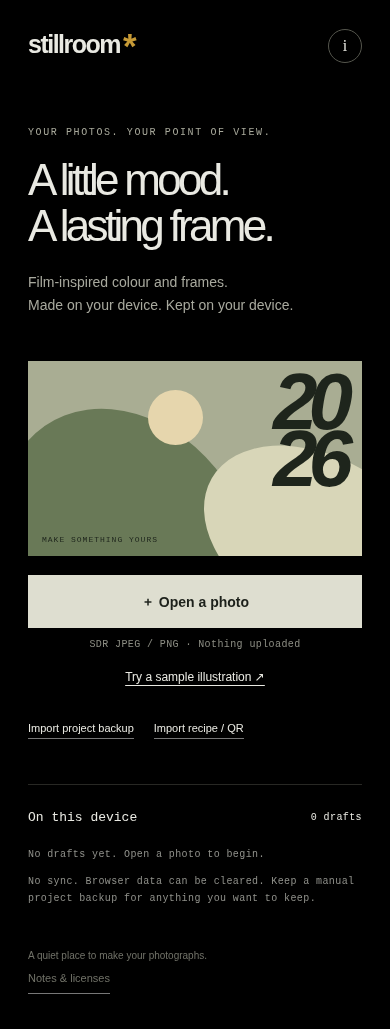 stillroom*
i
YOUR PHOTOS. YOUR POINT OF VIEW.
A little mood.
A lasting frame.
Film-inspired colour and frames.
Made on your device. Kept on your device.
20
26
MAKE SOMETHING YOURS
+ Open a photo
SDR JPEG / PNG · Nothing uploaded
Try a sample illustration ↗
Import project backup Import recipe / QR
On this device 0 drafts
No drafts yet. Open a photo to begin.
No sync. Browser data can be cleared. Keep a manual
project backup for anything you want to keep.
A quiet place to make your photographs.
Notes & licenses